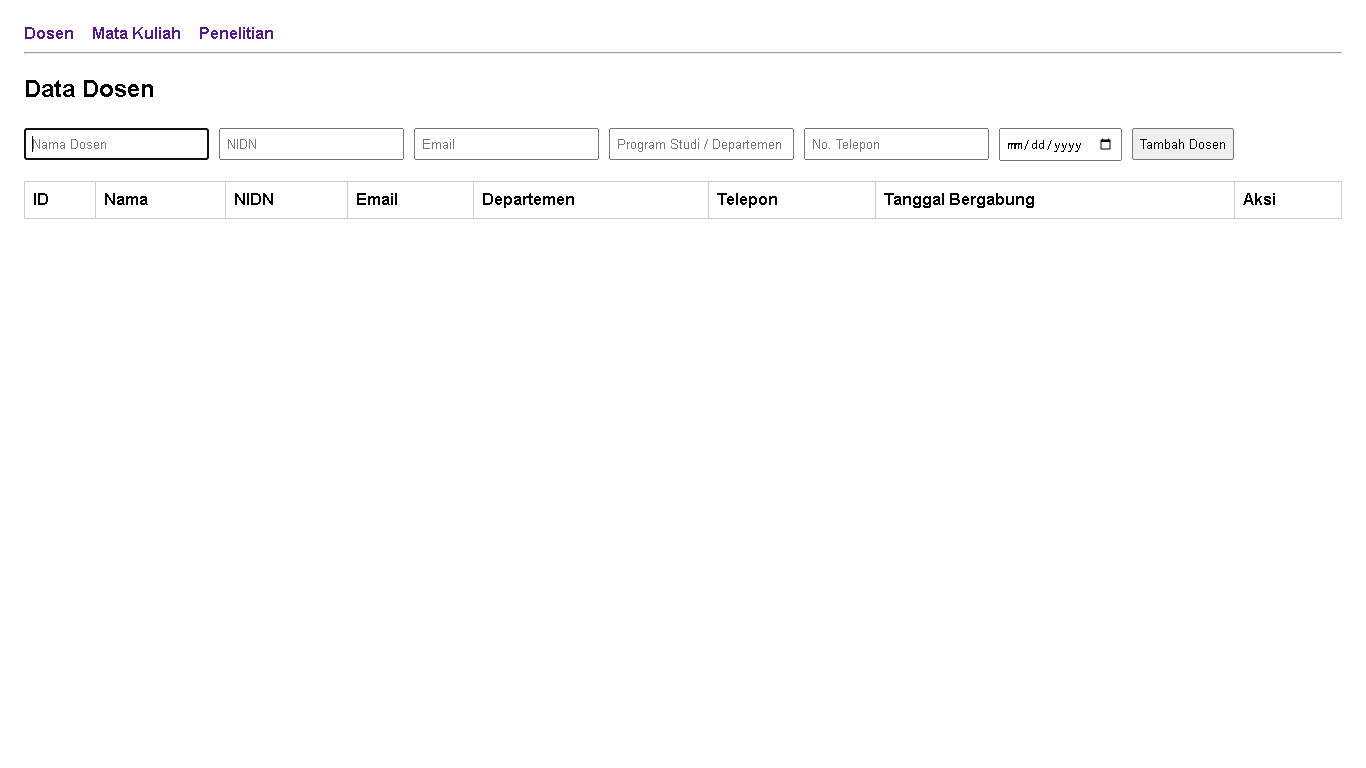 Dosen Mata Kuliah Penelitian
Data Dosen
Nama Dosen NIDN Email Program Studi / Departemen No. Telepon mm/dd/yyyy Tambah Dosen
ID Nama NIDN Email Departemen Telepon Tanggal Bergabung Aksi